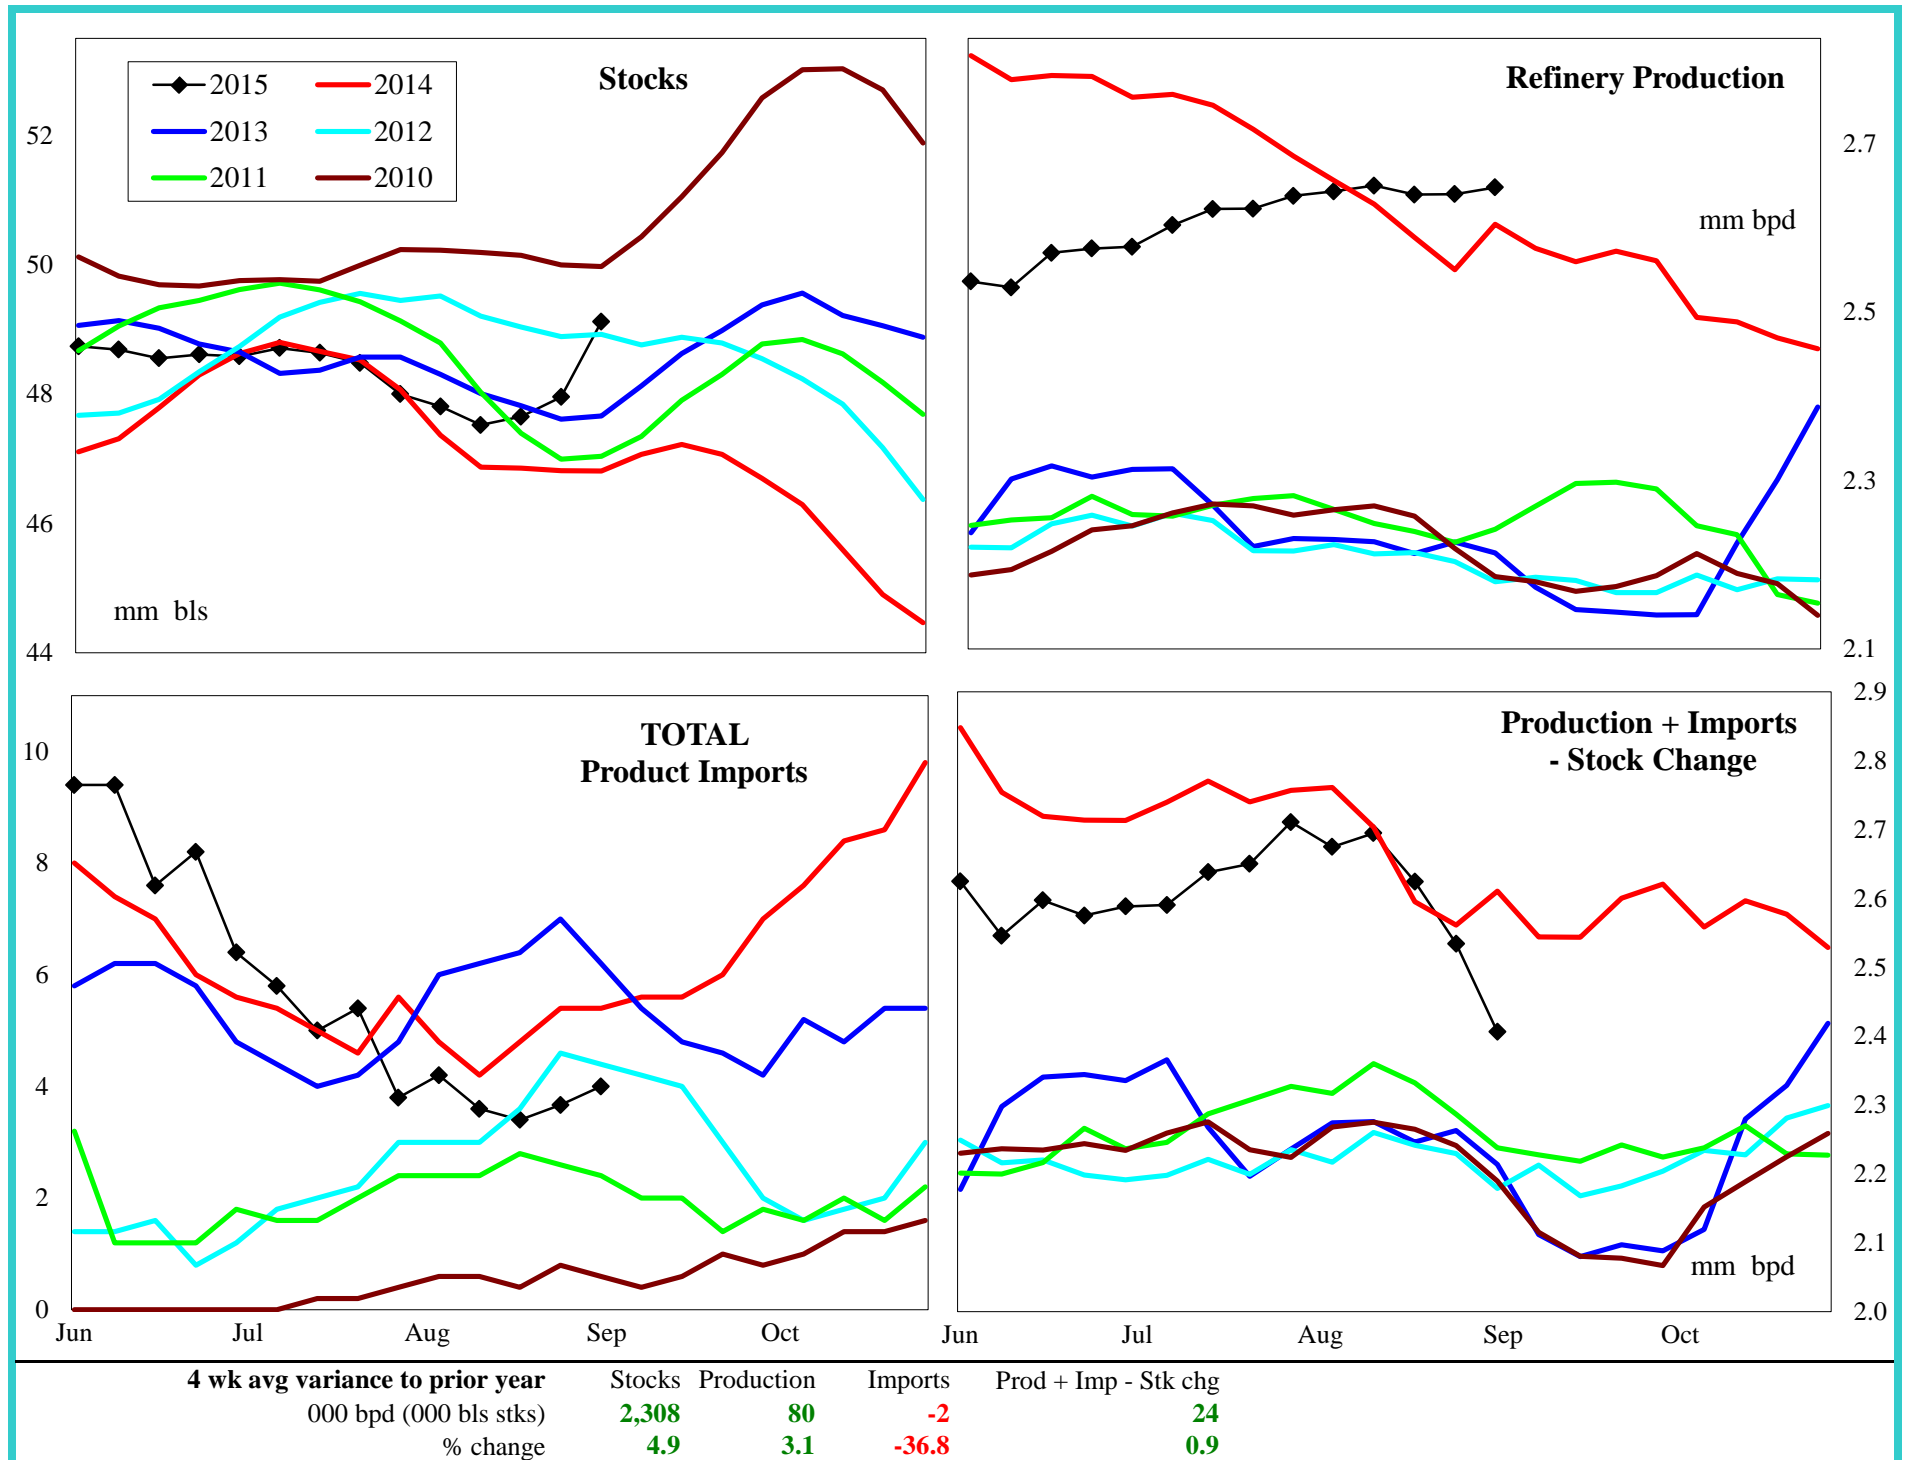 Stocks
2015 2014
2013 2012
2011 2010
52
50
48
46
44
mm bls
Refinery Production
mm bpd
2.7
2.5
2.3
2.1
TOTAL
Product Imports
10
8
6
4
2
0
Jun Jul Aug Sep Oct
Production + Imports
- Stock Change
2.9
2.8
2.7
2.6
2.5
2.4
2.3
2.2
2.1
2.0
mm bpd
Jun Jul Aug Sep Oct
4 wk avg variance to prior year Stocks Production Imports Prod + Imp - Stk chg
000 bpd (000 bls stks) 2,308 80 -2 24
% change 4.9 3.1 -36.8 0.9